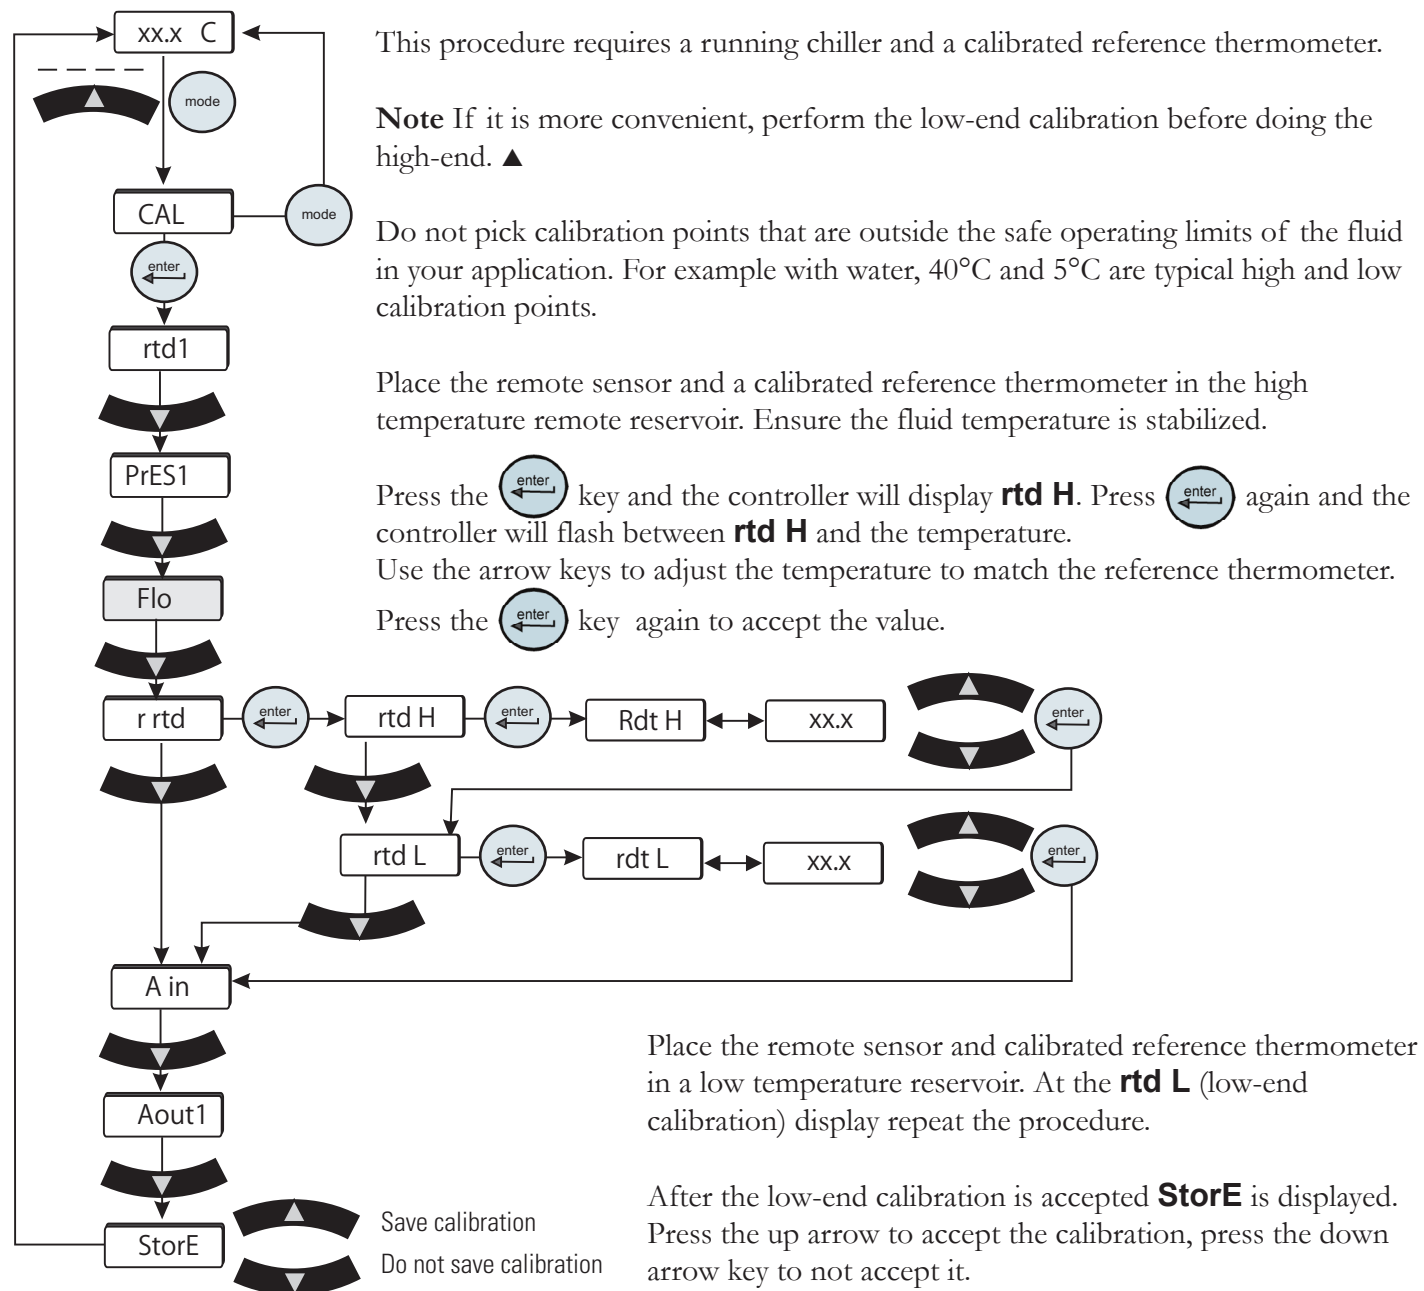 xx.x C
mode
CAL
mode
enter
rtd1
PrES1
Flo
This procedure requires a running chiller and a calibrated reference thermometer.
Note If it is more convenient, perform the low-end calibration before doing the
high-end. ▲
Do not pick calibration points that are outside the safe operating limits of the fluid
in your application. For example with water, 40°C and 5°C are typical high and low
calibration points.
Place the remote sensor and a calibrated reference thermometer in the high
temperature remote reservoir. Ensure the fluid temperature is stabilized.
Press the enter key and the controller will display rtd H. Press enter again and the
controller will flash between rtd H and the temperature.
Use the arrow keys to adjust the temperature to match the reference thermometer.
Press the enter key again to accept the value.
r rtd enter rtd H enter Rdt H xx.x enter
rtd L enter rdt L xx.x enter
A in
Aout1
StorE
Save calibration
Do not save calibration
Place the remote sensor and calibrated reference thermometer
in a low temperature reservoir. At the rtd L (low-end
calibration) display repeat the procedure.
After the low-end calibration is accepted StorE is displayed.
Press the up arrow to accept the calibration, press the down
arrow key to not accept it.